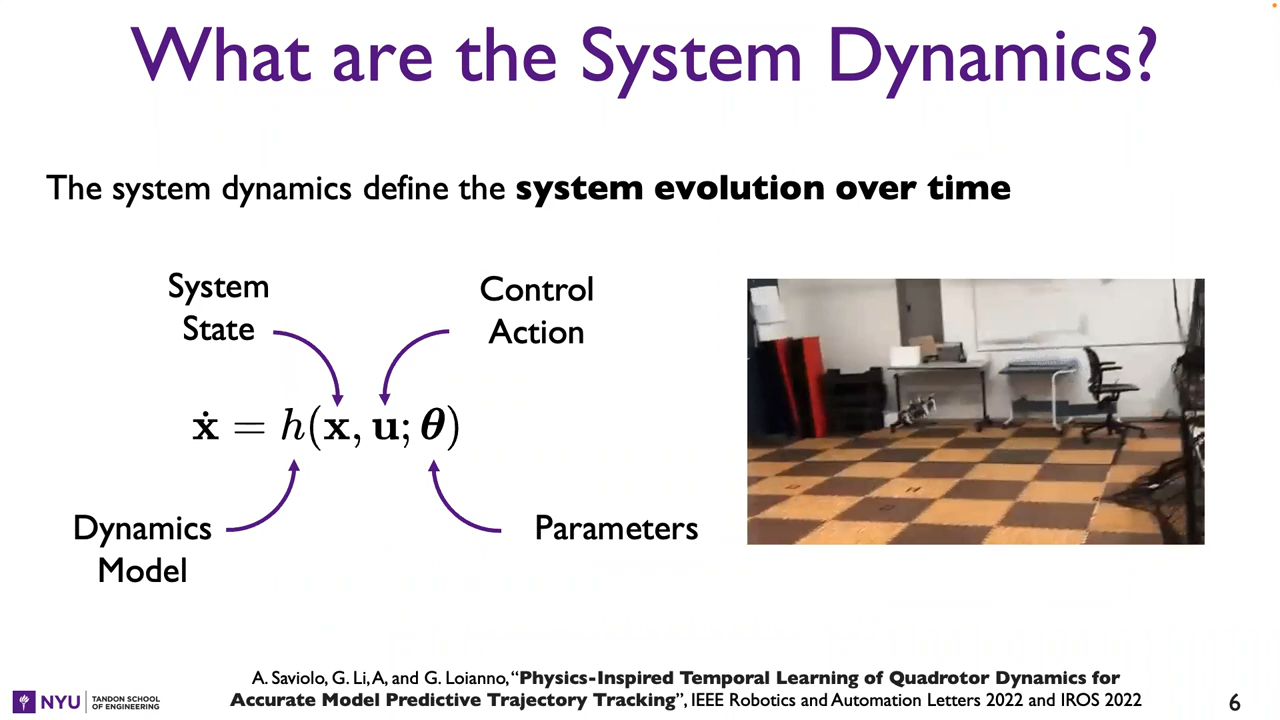 What are the System Dynamics?
The system dynamics define the system evolution over time
System
State
Control
Action
ẋ = h(x, u; θ)
Dynamics
Model
Parameters
A. Saviolo, G. Li, A, and G. Loianno, “Physics-Inspired Temporal Learning of Quadrotor Dynamics for
Accurate Model Predictive Trajectory Tracking”, IEEE Robotics and Automation Letters 2022 and IROS 2022
NYU
TANDON SCHOOL
OF ENGINEERING
6